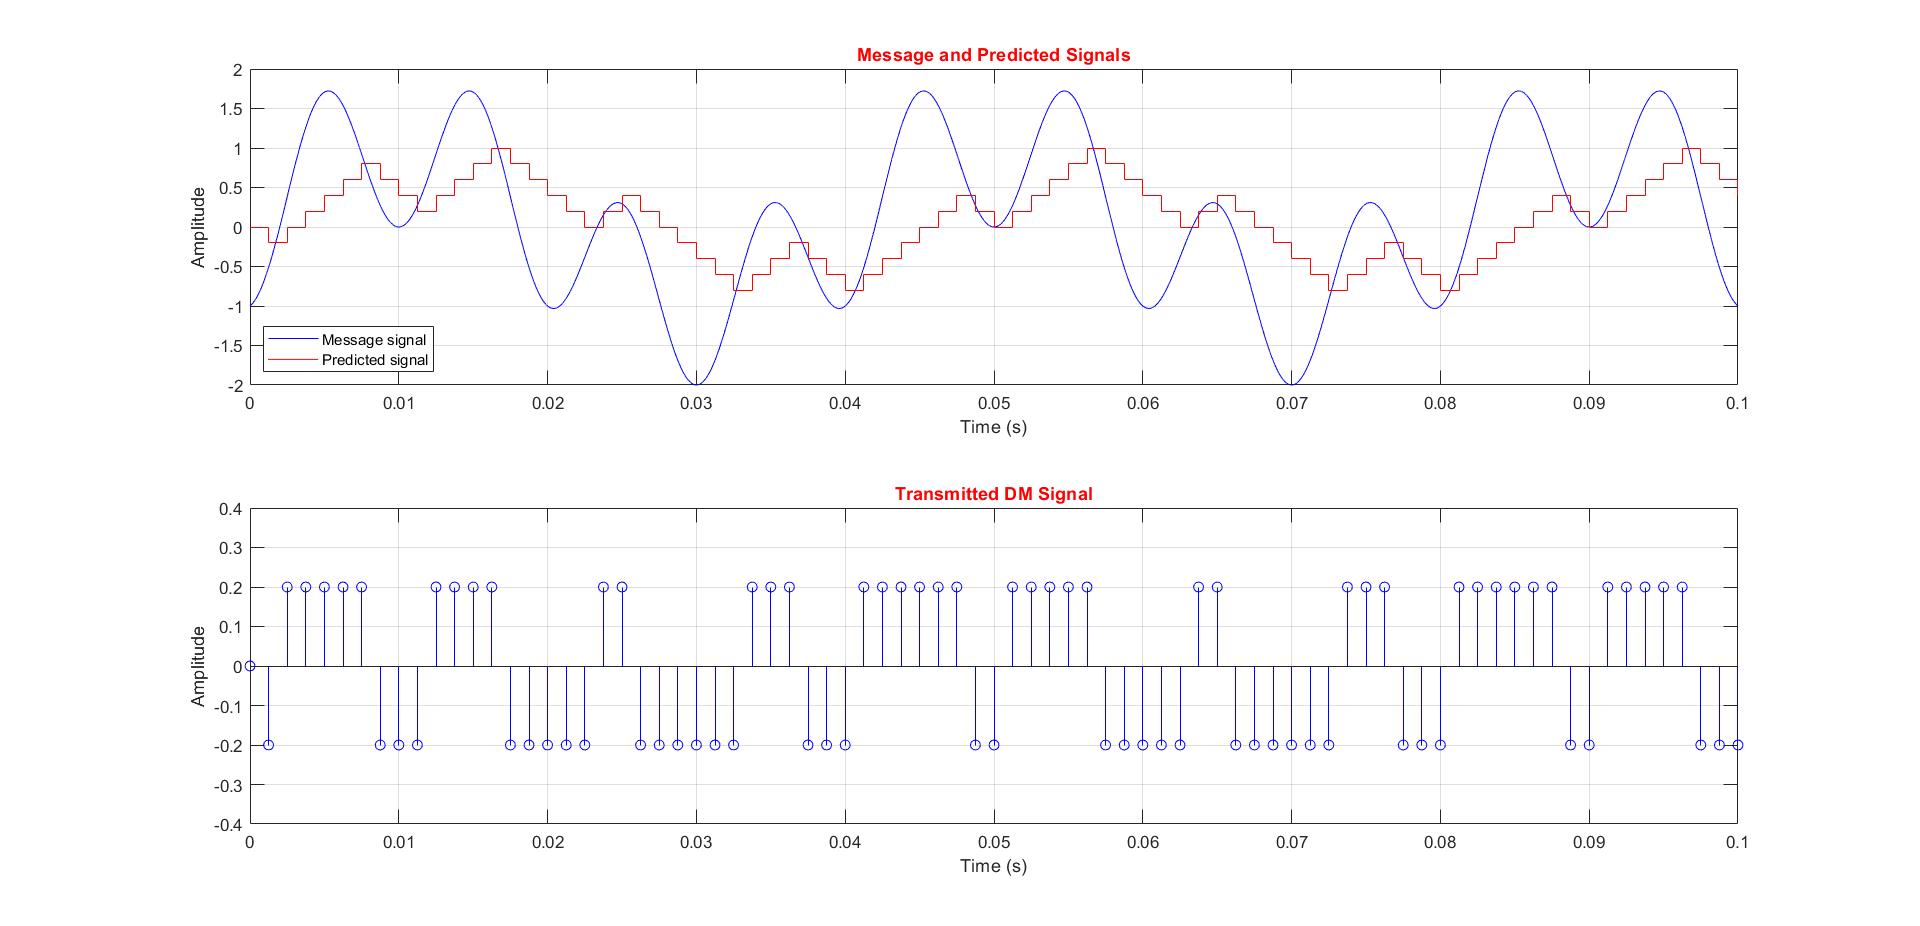 Message and Predicted Signals
2
1.5
1
0.5
0
-0.5
-1
-1.5
-2
Amplitude
Message signal
Predicted signal
0 0.01 0.02 0.03 0.04 0.05 0.06 0.07 0.08 0.09 0.1
Time (s)
Transmitted DM Signal
0.4
0.3
0.2
0.1
0
-0.1
-0.2
-0.3
-0.4
Amplitude
0 0.01 0.02 0.03 0.04 0.05 0.06 0.07 0.08 0.09 0.1
Time (s)